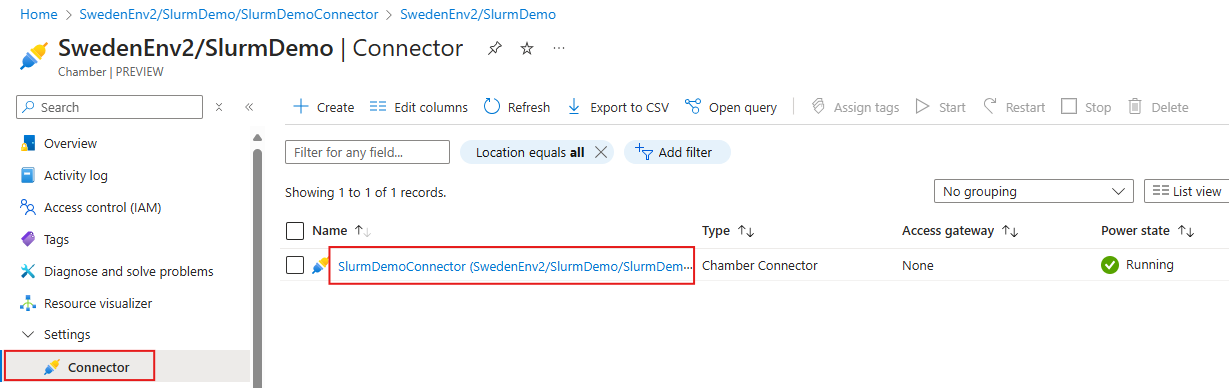 Home > SwedenEnv2/SlurmDemo/SlurmDemoConnector > SwedenEnv2/SlurmDemo
SwedenEnv2/SlurmDemo | Connector ...
Chamber | PREVIEW
Search
Overview
Activity log
Access control (IAM)
Tags
Diagnose and solve problems
Resource visualizer
Settings
Connector
Create Edit columns Refresh Export to CSV Open query Assign tags Start Restart Stop Delete
Filter for any field... Location equals all Add filter
Showing 1 to 1 of 1 records. No grouping List view
Name Type Access gateway Power state
SlurmDemoConnector (SwedenEnv2/SlurmDemo/SlurmDem... Chamber Connector None Running